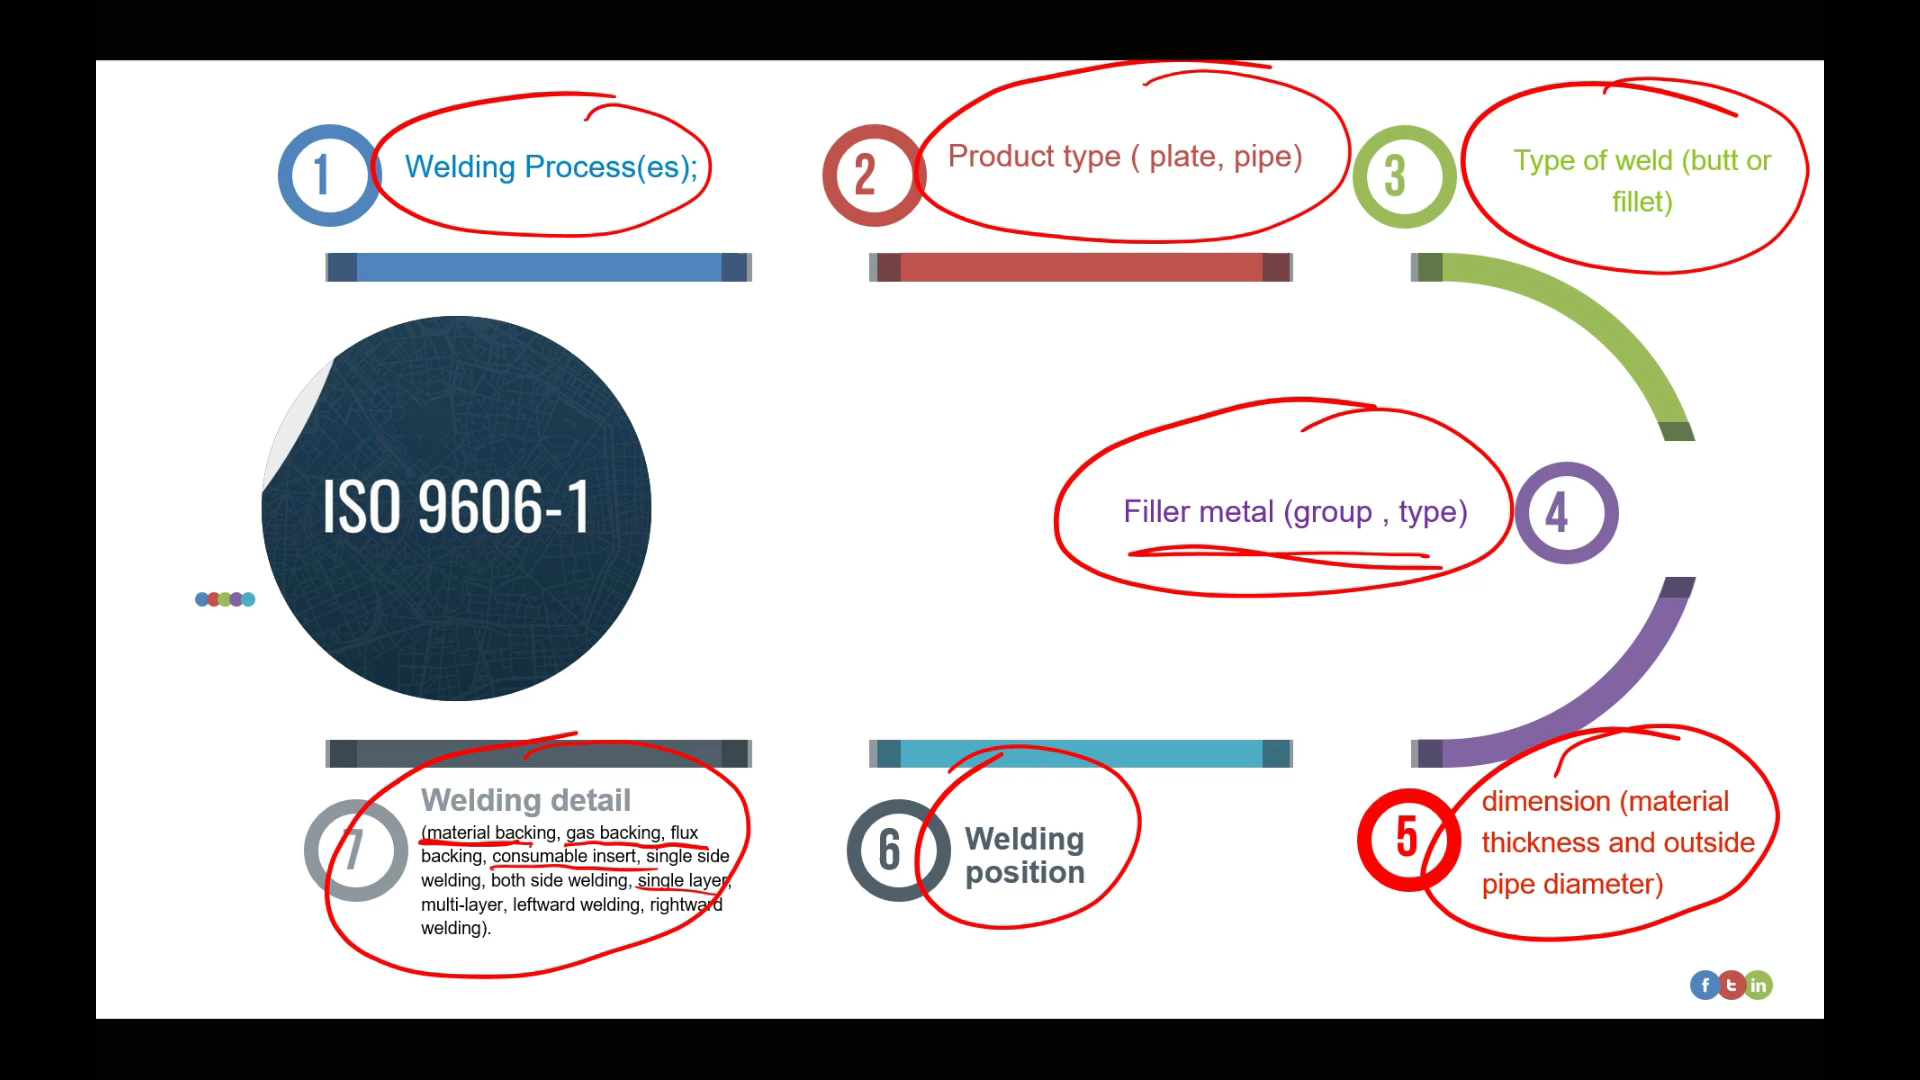 1
Welding Process(es);
2
Product type ( plate, pipe)
3
Type of weld (butt or
fillet)
ISO 9606-1
Filler metal (group , type)
4
7
Welding detail
(material backing, gas backing, flux
backing, consumable insert, single side
welding, both side welding, single layer,
multi-layer, leftward welding, rightward
welding).
6
Welding
position
5
dimension (material
thickness and outside
pipe diameter)
f t in